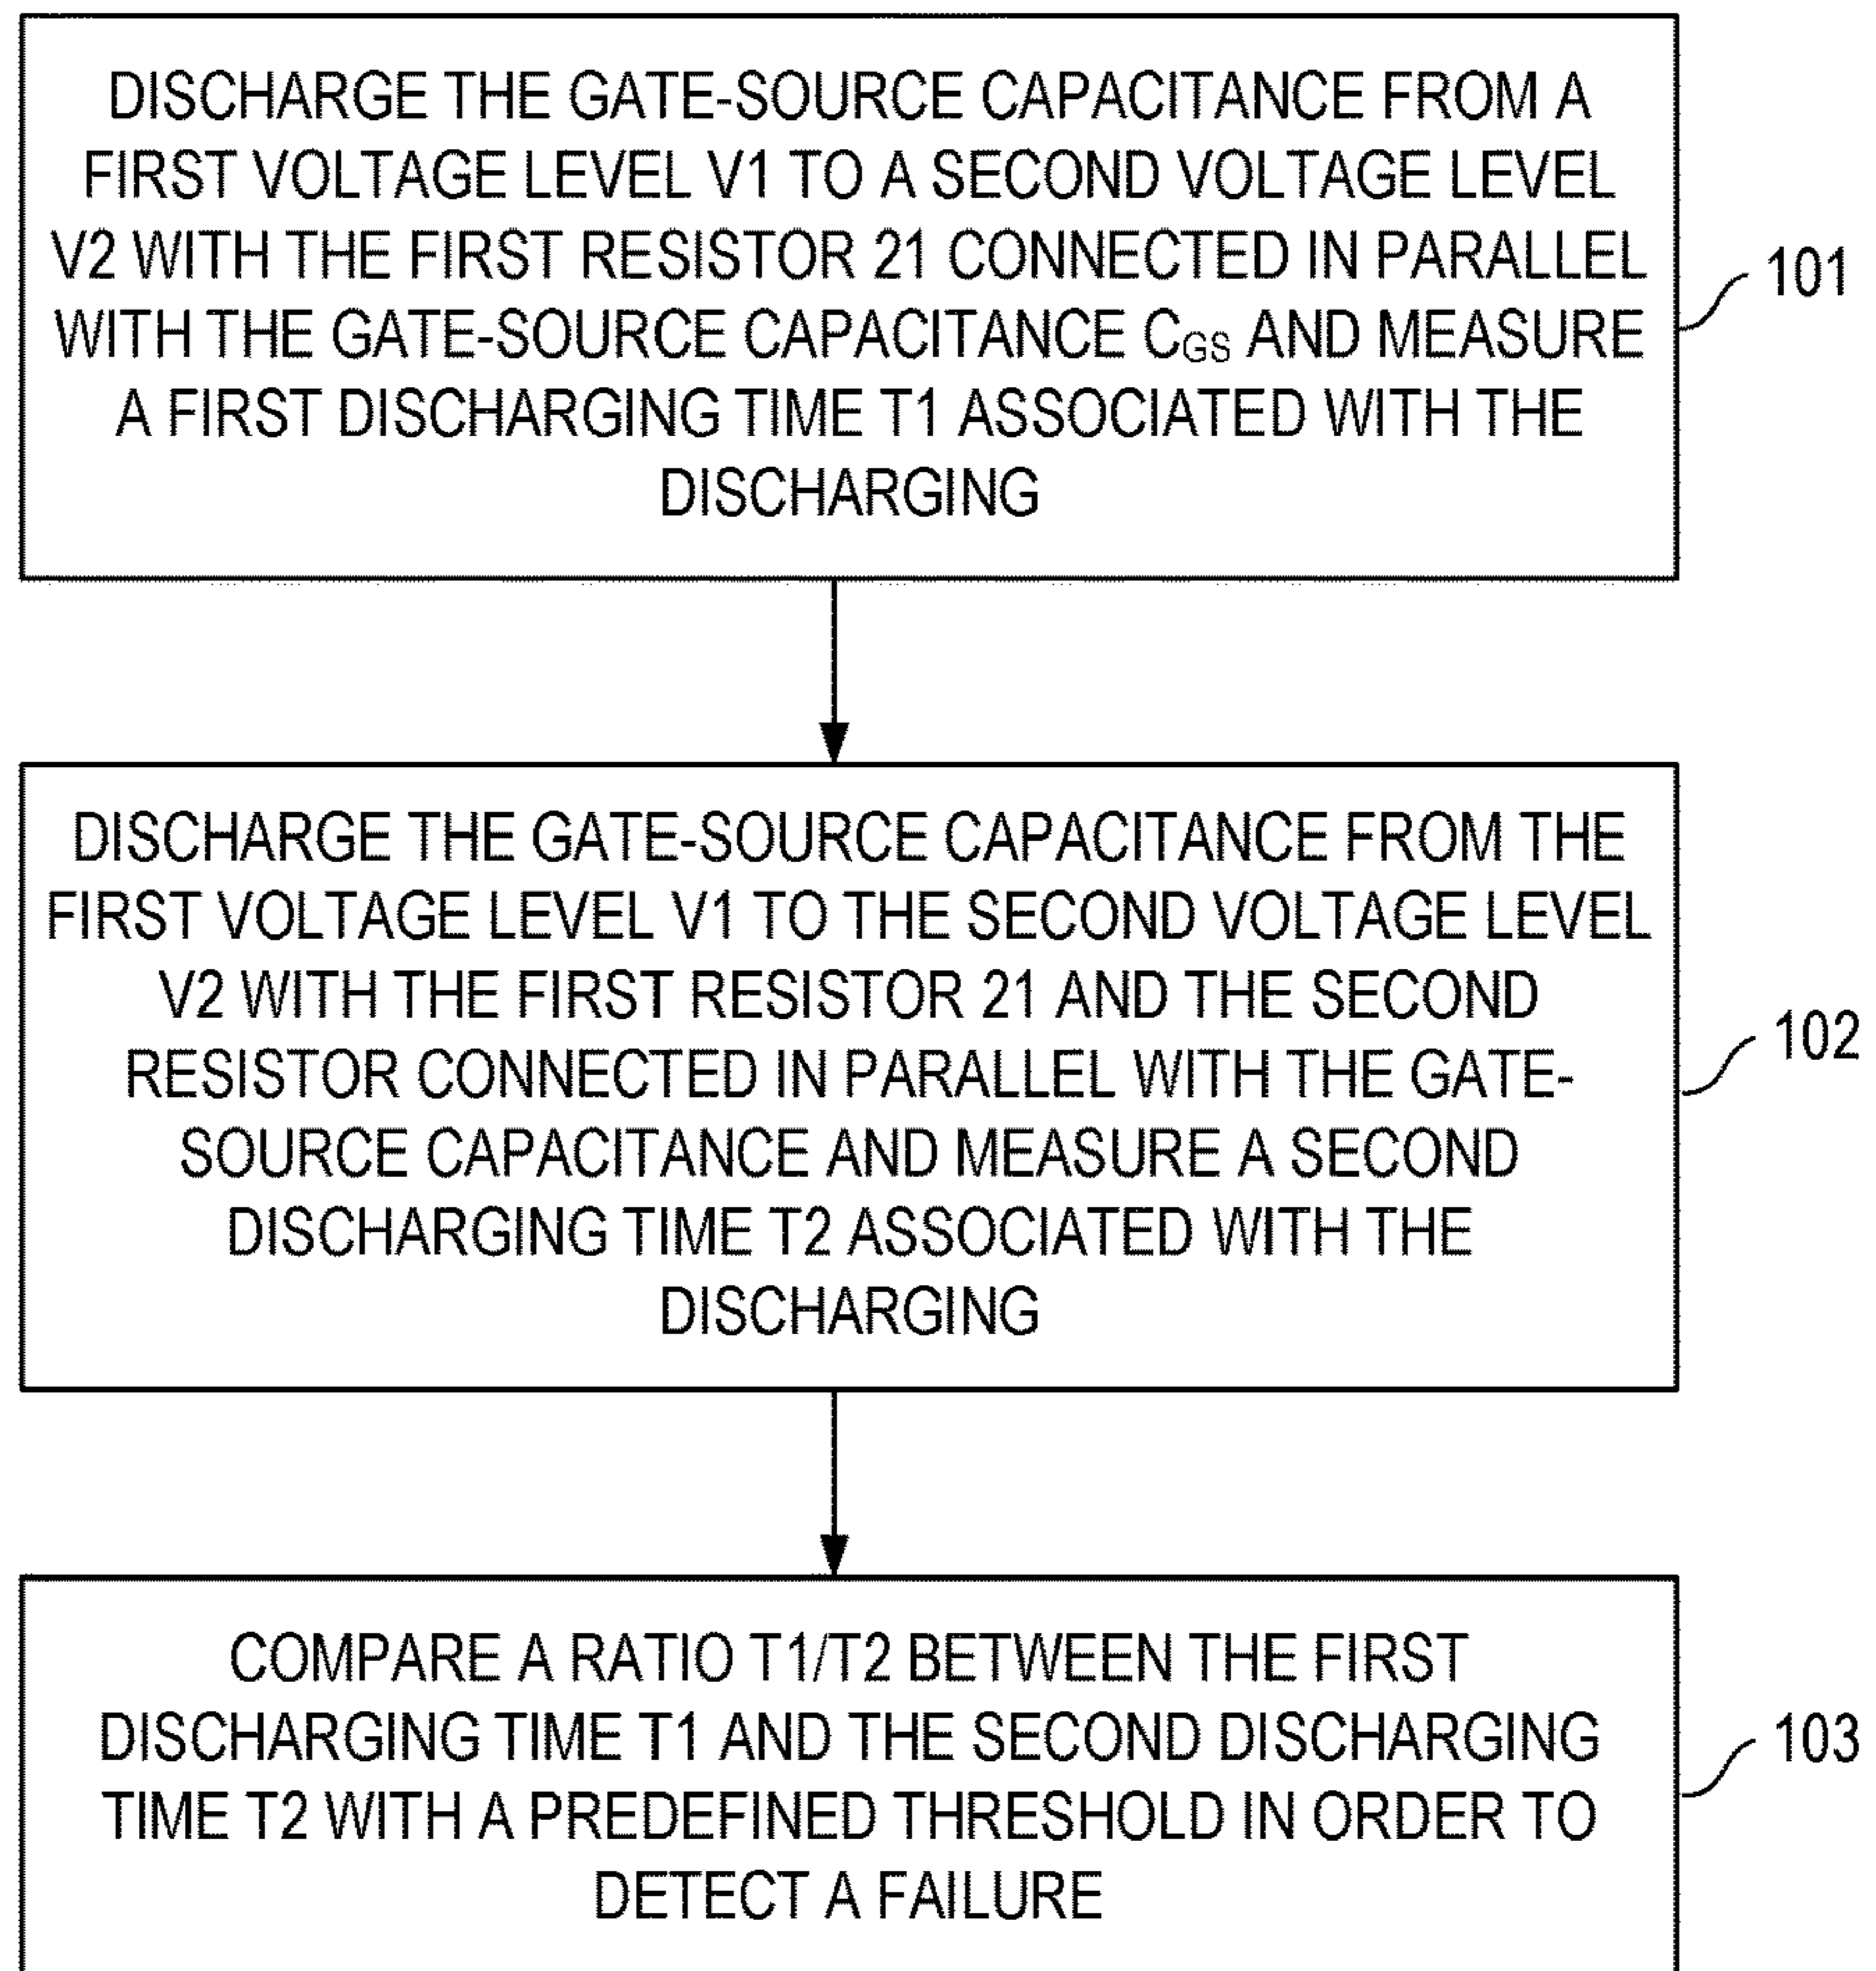 DISCHARGE THE GATE-SOURCE CAPACITANCE FROM A
FIRST VOLTAGE LEVEL V1 TO A SECOND VOLTAGE LEVEL
V2 WITH THE FIRST RESISTOR 21 CONNECTED IN PARALLEL
WITH THE GATE-SOURCE CAPACITANCE CGS AND MEASURE
A FIRST DISCHARGING TIME T1 ASSOCIATED WITH THE
DISCHARGING
101
DISCHARGE THE GATE-SOURCE CAPACITANCE FROM THE
FIRST VOLTAGE LEVEL V1 TO THE SECOND VOLTAGE LEVEL
V2 WITH THE FIRST RESISTOR 21 AND THE SECOND
RESISTOR CONNECTED IN PARALLEL WITH THE GATE-
SOURCE CAPACITANCE AND MEASURE A SECOND
DISCHARGING TIME T2 ASSOCIATED WITH THE
DISCHARGING
102
COMPARE A RATIO T1/T2 BETWEEN THE FIRST
DISCHARGING TIME T1 AND THE SECOND DISCHARGING
TIME T2 WITH A PREDEFINED THRESHOLD IN ORDER TO
DETECT A FAILURE
103